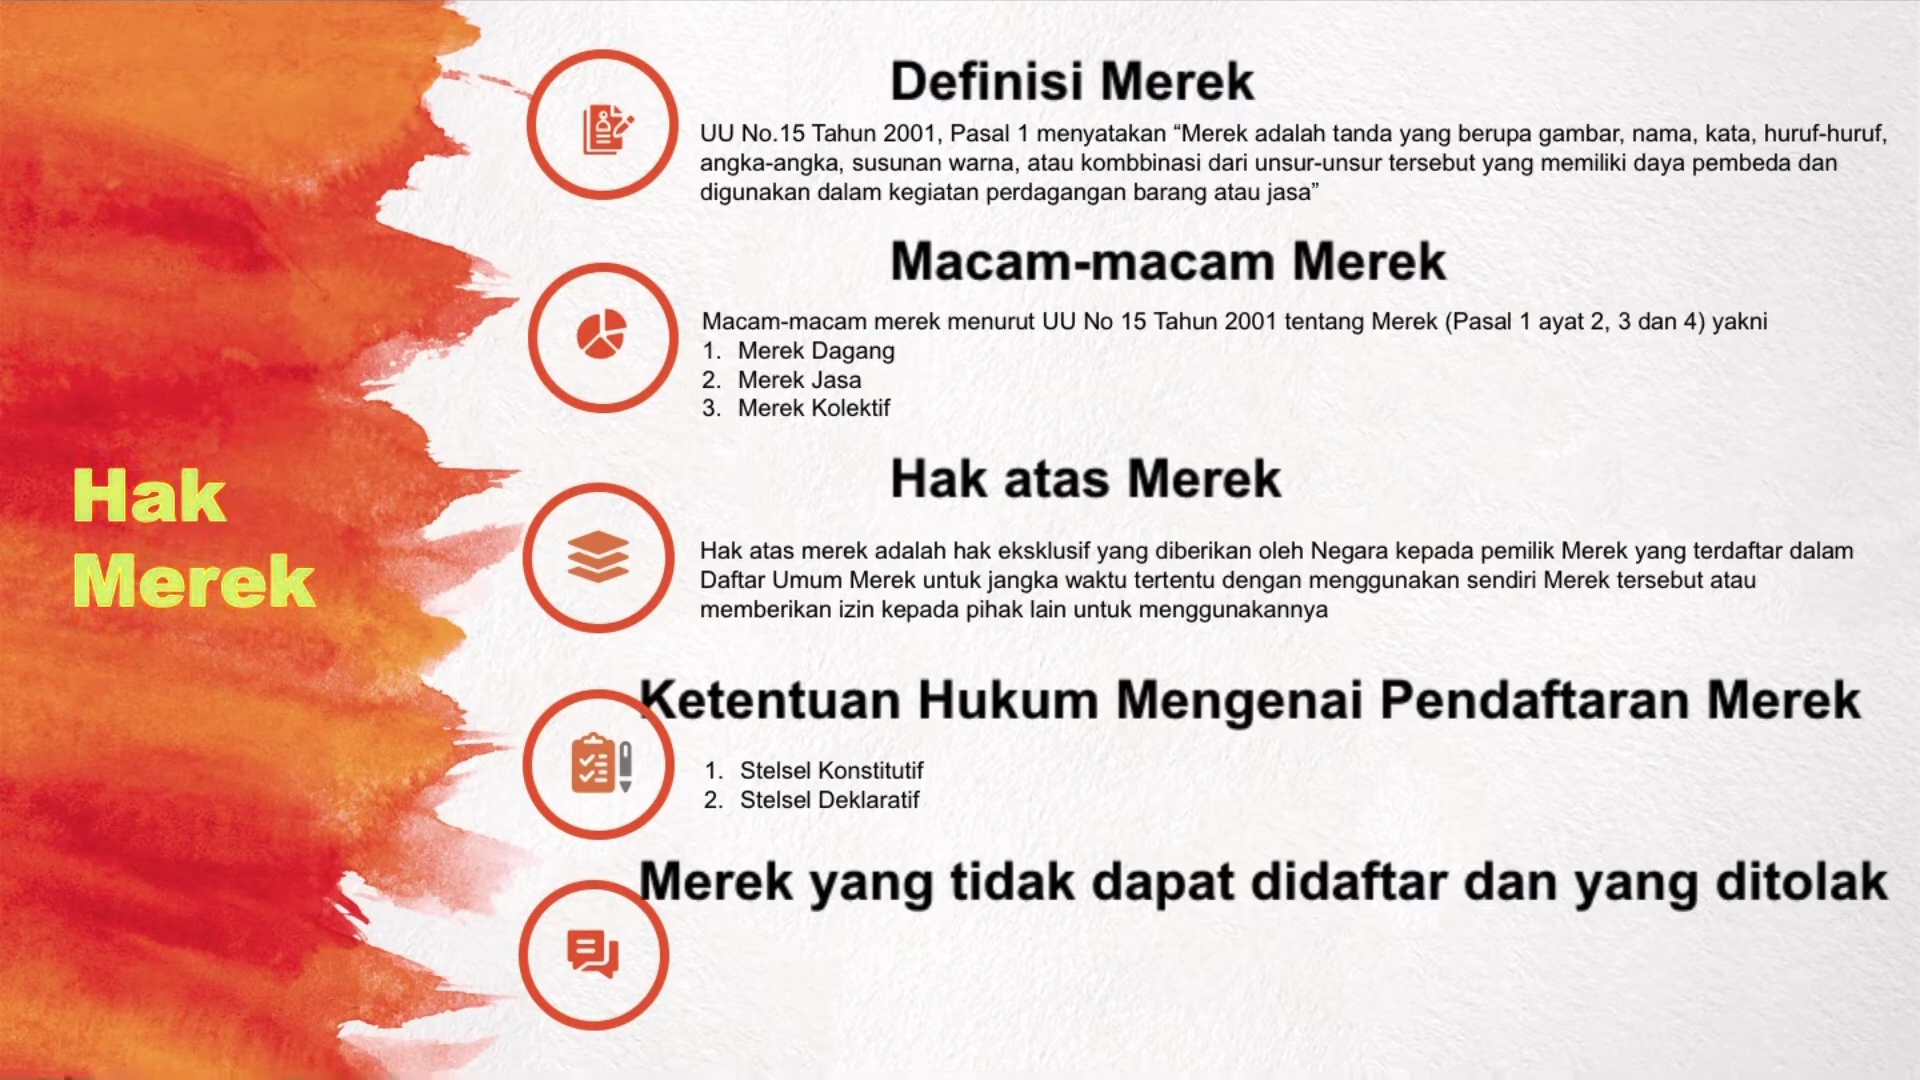 Hak
Merek
Definisi Merek
UU No.15 Tahun 2001, Pasal 1 menyatakan “Merek adalah tanda yang berupa gambar, nama, kata, huruf-huruf,
angka-angka, susunan warna, atau kombbinasi dari unsur-unsur tersebut yang memiliki daya pembeda dan
digunakan dalam kegiatan perdagangan barang atau jasa”
Macam-macam Merek
Macam-macam merek menurut UU No 15 Tahun 2001 tentang Merek (Pasal 1 ayat 2, 3 dan 4) yakni
1. Merek Dagang
2. Merek Jasa
3. Merek Kolektif
Hak atas Merek
Hak atas merek adalah hak eksklusif yang diberikan oleh Negara kepada pemilik Merek yang terdaftar dalam
Daftar Umum Merek untuk jangka waktu tertentu dengan menggunakan sendiri Merek tersebut atau
memberikan izin kepada pihak lain untuk menggunakannya
Ketentuan Hukum Mengenai Pendaftaran Merek
1. Stelsel Konstitutif
2. Stelsel Deklaratif
Merek yang tidak dapat didaftar dan yang ditolak